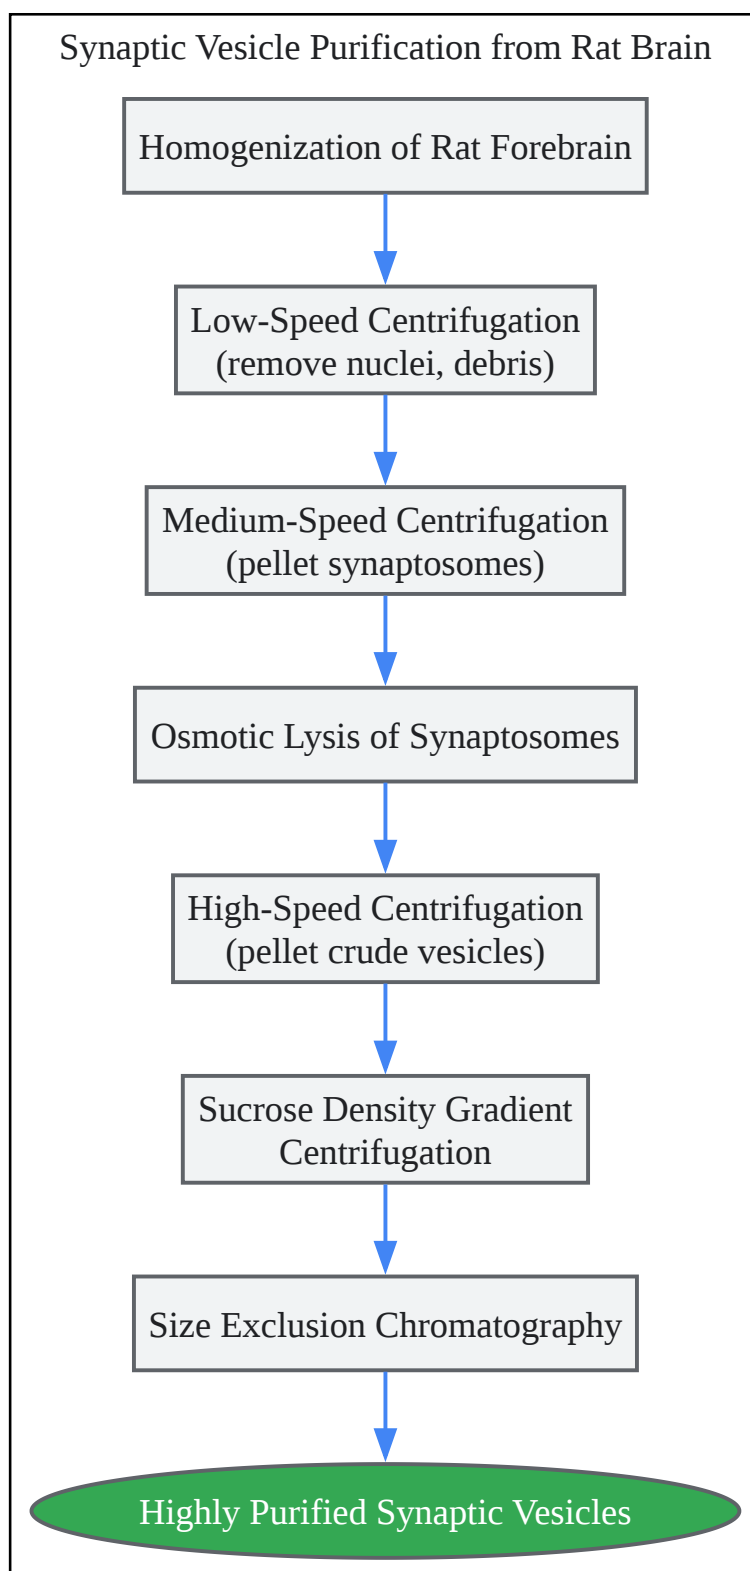 Synaptic Vesicle Purification from Rat Brain
Homogenization of Rat Forebrain
Low-Speed Centrifugation
(remove nuclei, debris)
Medium-Speed Centrifugation
(pellet synaptosomes)
Osmotic Lysis of Synaptosomes
High-Speed Centrifugation
(pellet crude vesicles)
Sucrose Density Gradient
Centrifugation
Size Exclusion Chromatography
Highly Purified Synaptic Vesicles